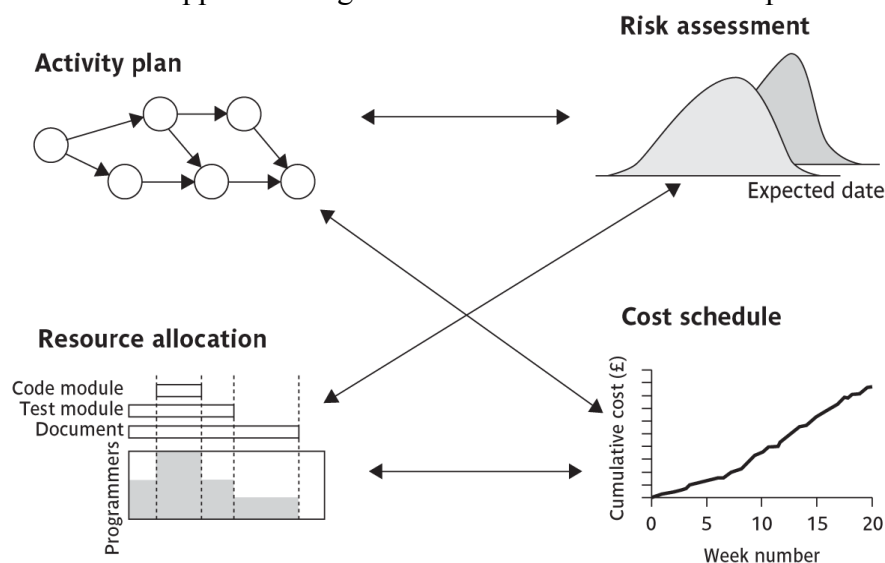 Risk assessment
Activity plan
Expected date
Resource allocation
Code module
Test module
Document
Programmers
Cost schedule
Cumulative cost (£)
0 5 10 15 20
Week number